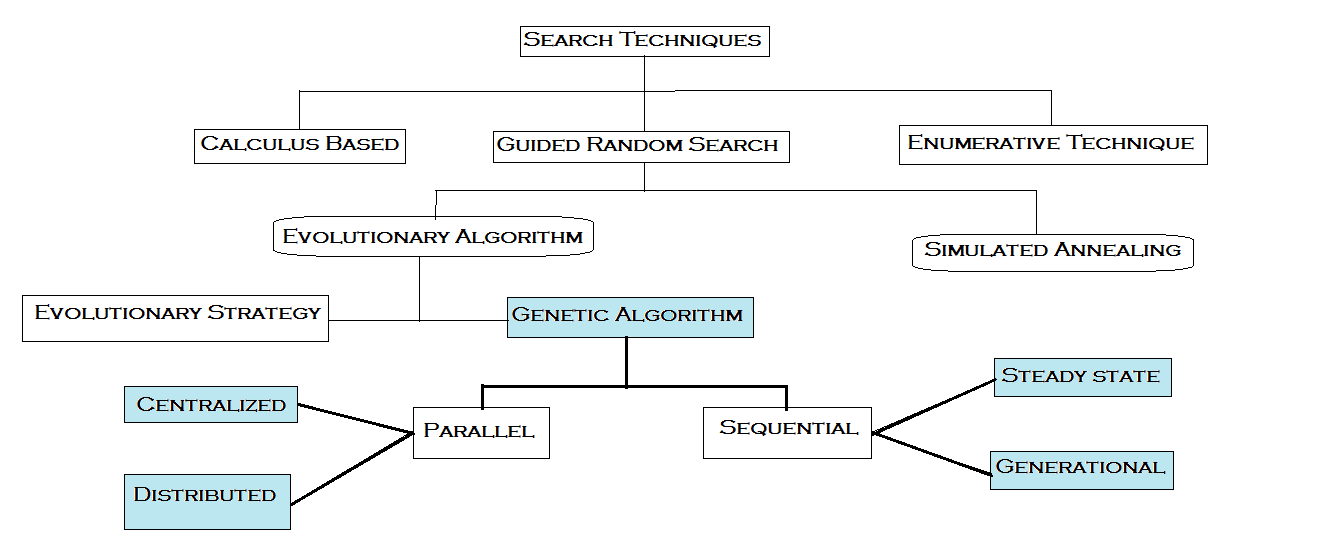 Search Techniques
Calculus Based
Guided Random Search
Enumerative Technique
Evolutionary Algorithm
Simulated Annealing
Evolutionary Strategy
Genetic Algorithm
Steady state
Centralized
Parallel
Sequential
Generational
Distributed